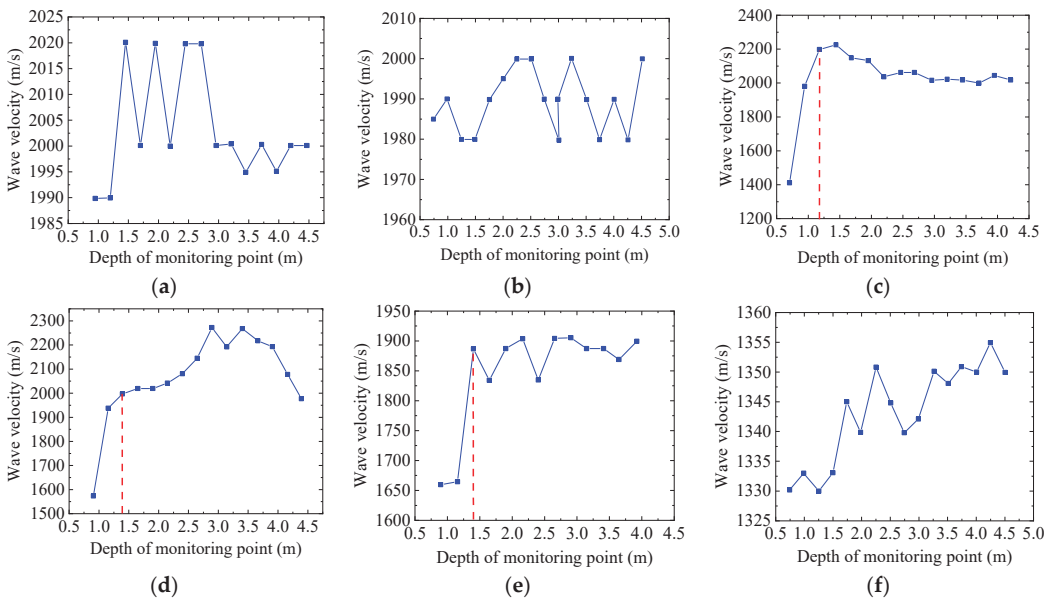 2025
2020
2015
2010
2005
2000
1995
1990
1985
0.5 1.0 1.5 2.0 2.5 3.0 3.5 4.0 4.5
Wave velocity (m/s)
Depth of monitoring point (m)
(a)
2010
2000
1990
1980
1970
1960
0.5 1.0 1.5 2.0 2.5 3.0 3.5 4.0 4.5 5.0
Wave velocity (m/s)
Depth of monitoring point (m)
(b)
2400
2200
2000
1800
1600
1400
1200
0.5 1.0 1.5 2.0 2.5 3.0 3.5 4.0 4.5
Wave velocity (m/s)
Depth of monitoring point (m)
(c)
2300
2200
2100
2000
1900
1800
1700
1600
1500
0.5 1.0 1.5 2.0 2.5 3.0 3.5 4.0 4.5
Wave velocity (m/s)
Depth of monitoring point (m)
(d)
1950
1900
1850
1800
1750
1700
1650
1600
0.5 1.0 1.5 2.0 2.5 3.0 3.5 4.0 4.5
Wave velocity (m/s)
Depth of monitoring point (m)
(e)
1360
1355
1350
1345
1340
1335
1330
1325
0.5 1.0 1.5 2.0 2.5 3.0 3.5 4.0 4.5 5.0
Wave velocity (m/s)
Depth of monitoring point (m)
(f)